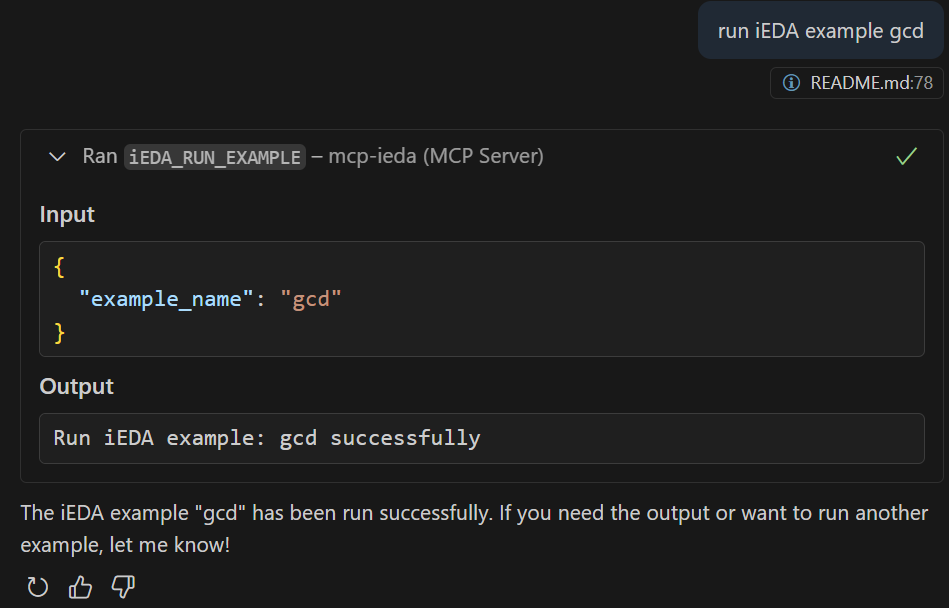 run iEDA example gcd
README.md:78
Ran iEDA_RUN_EXAMPLE – mcp-ieda (MCP Server)
Input
{
"example_name": "gcd"
}
Output
Run iEDA example: gcd successfully
The iEDA example "gcd" has been run successfully. If you need the output or want to run another
example, let me know!